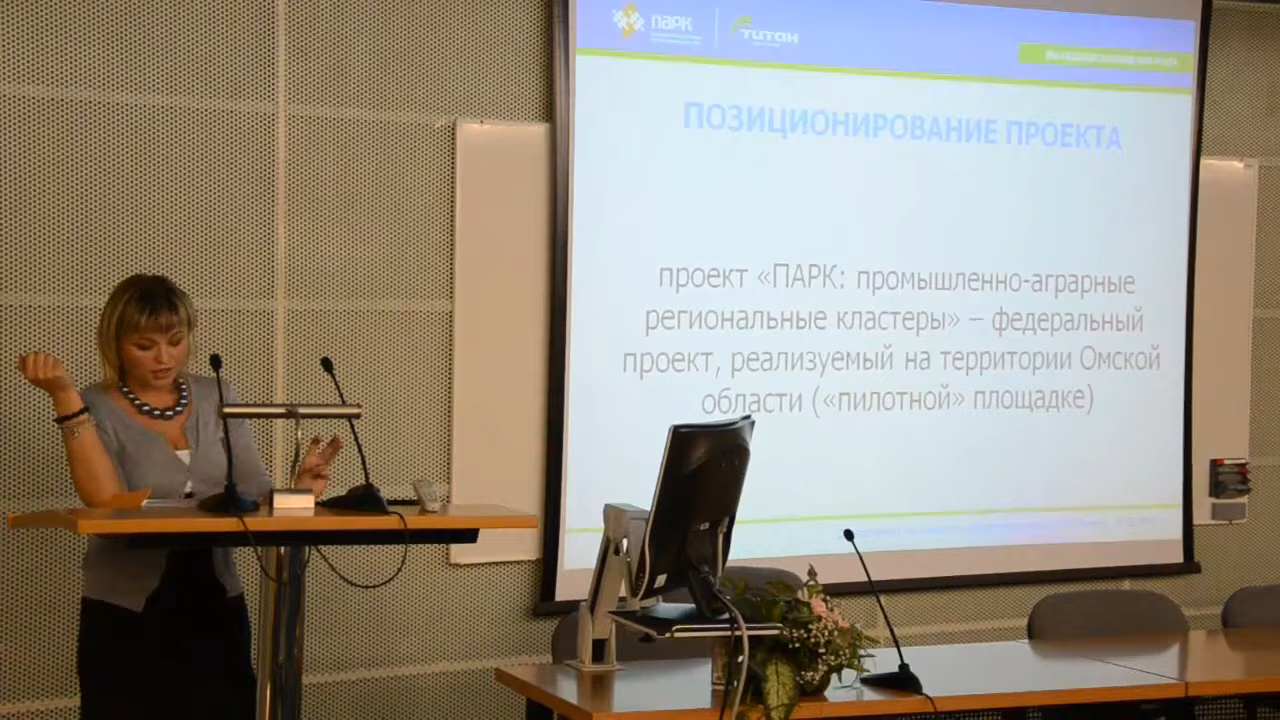 ПАРК
ТИТАН
ПОЗИЦИОНИРОВАНИЕ ПРОЕКТА
проект «ПАРК: промышленно-аграрные
региональные кластеры» – федеральный
проект, реализуемый на территории Омской
области («пилотной» площадке)